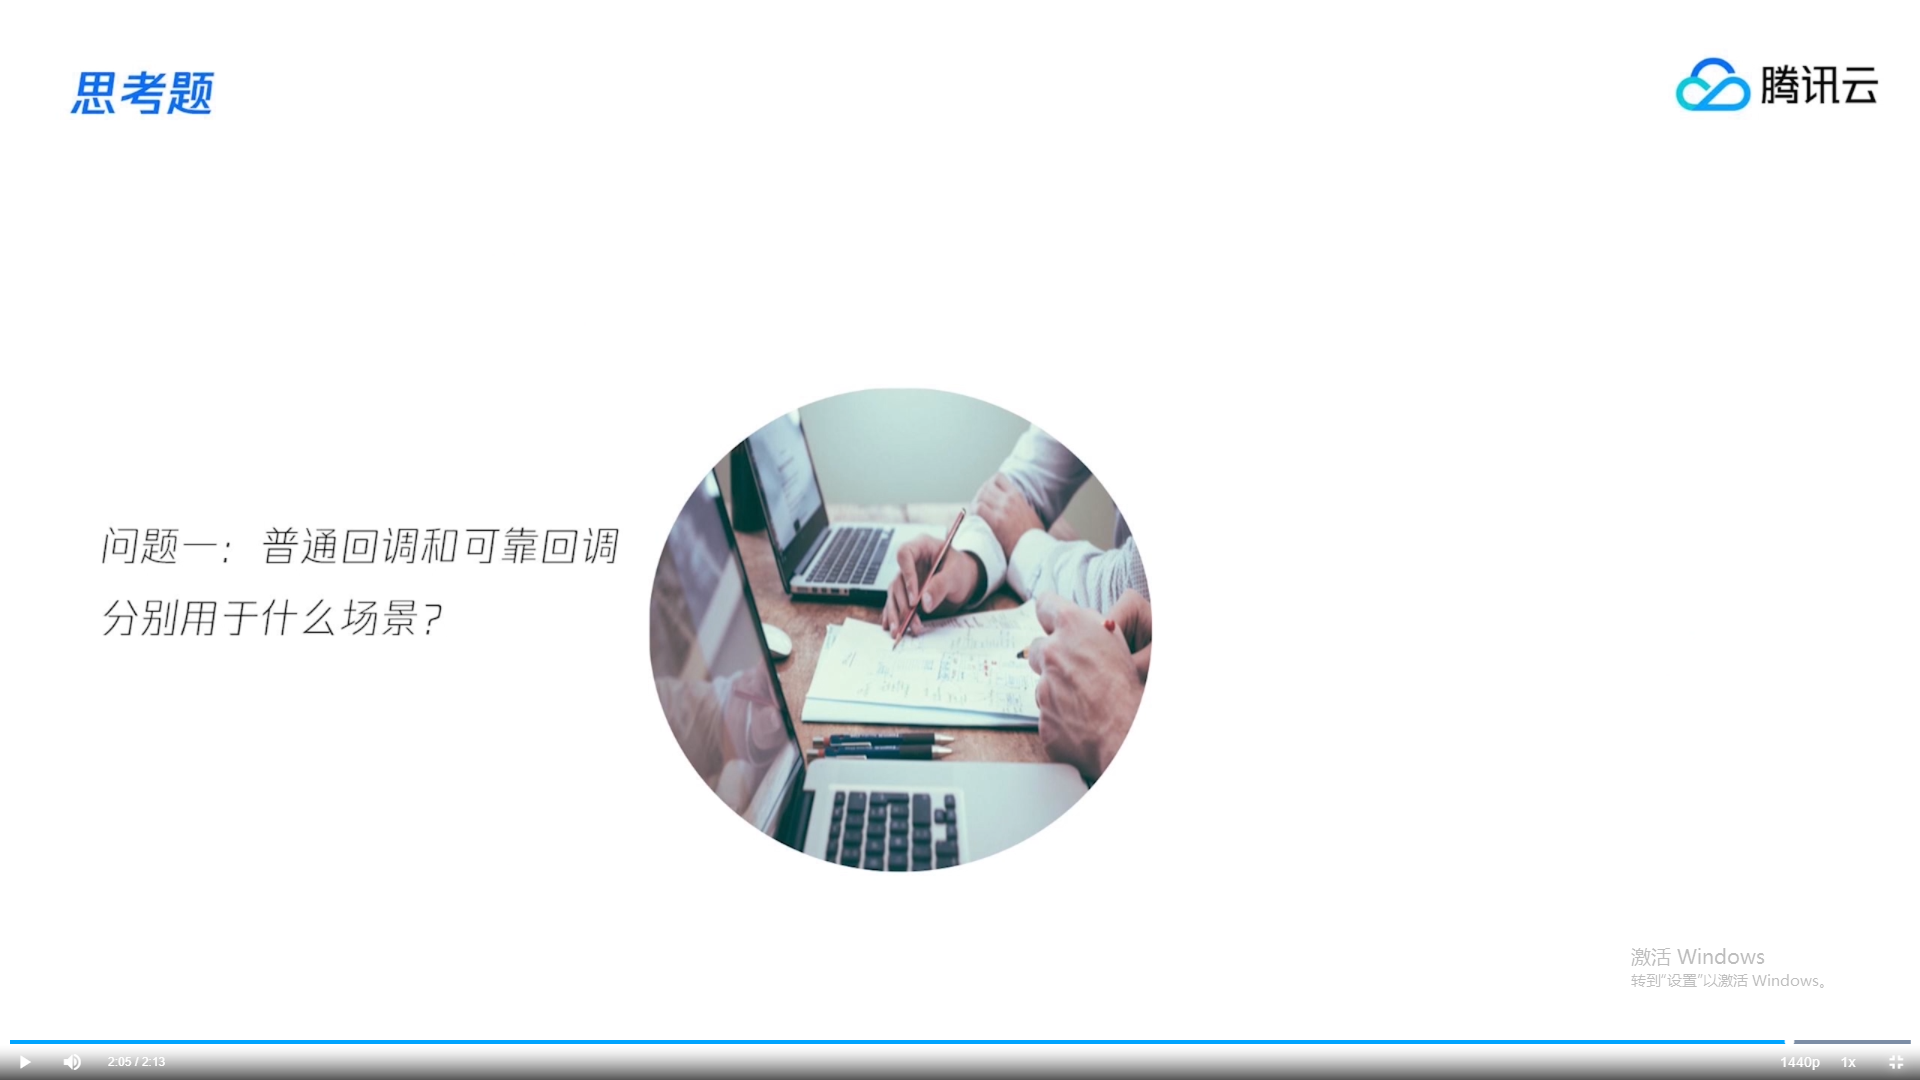 思考题
腾讯云
问题一：普通回调和可靠回调
分别用于什么场景？
激活 Windows
转到“设置”以激活 Windows。
2:05 / 2:13
1440p
1x